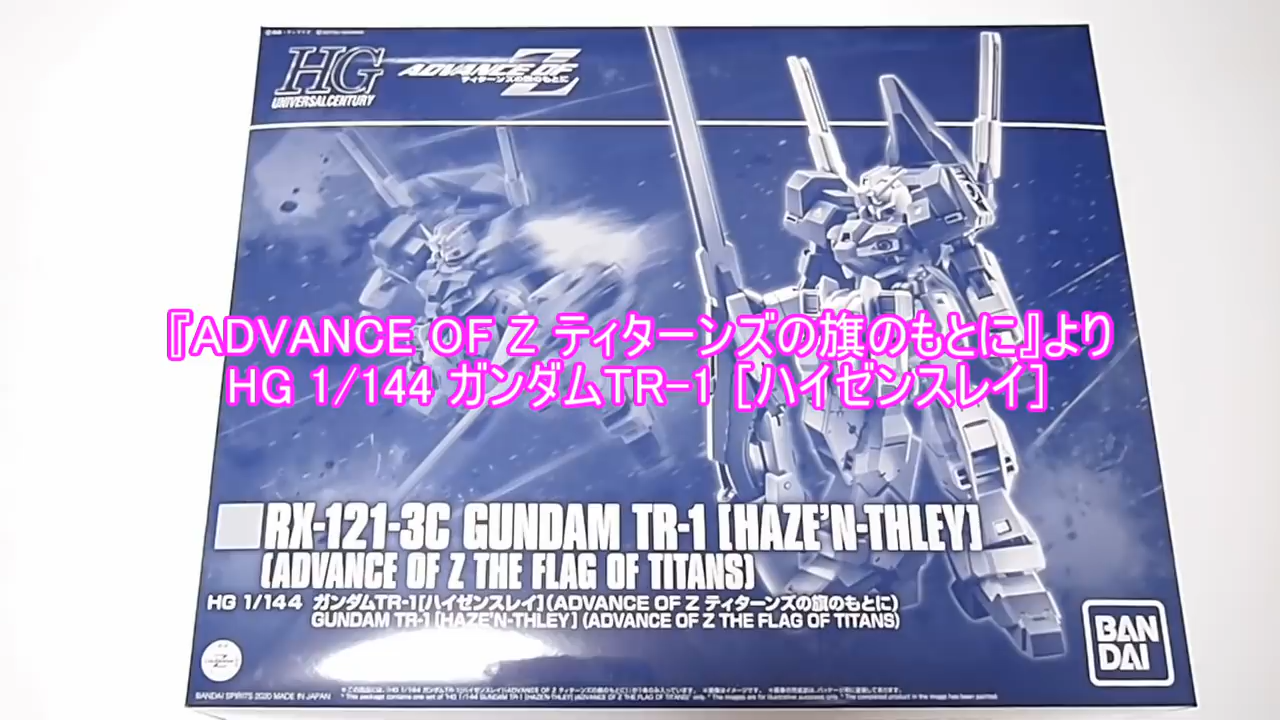 HG
UNIVERSAL CENTURY
ADVANCE OF Z
ティターンズの旗のもとに
『ADVANCE OF Z ティターンズの旗のもとに』より
HG 1/144 ガンダムTR-1 [ハイゼンスレイ]
RX-121-3C GUNDAM TR-1 [HAZE'N-THLEY]
(ADVANCE OF Z THE FLAG OF TITANS)
HG 1/144 ガンダムTR-1[ハイゼンスレイ](ADVANCE OF Z ティターンズの旗のもとに)
GUNDAM TR-1 [HAZE'N-THLEY] (ADVANCE OF Z THE FLAG OF TITANS)
BAN
DAI
BANDAI SPIRITS 2020 MADE IN JAPAN